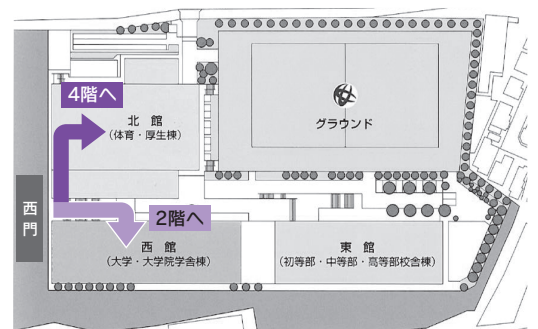 4階へ
北 館
(体育・厚生棟)
グラウンド
西門
2階へ
西 館
(大学・大学院学舎棟)
東 館
(初等部・中等部・高等部校舎棟)